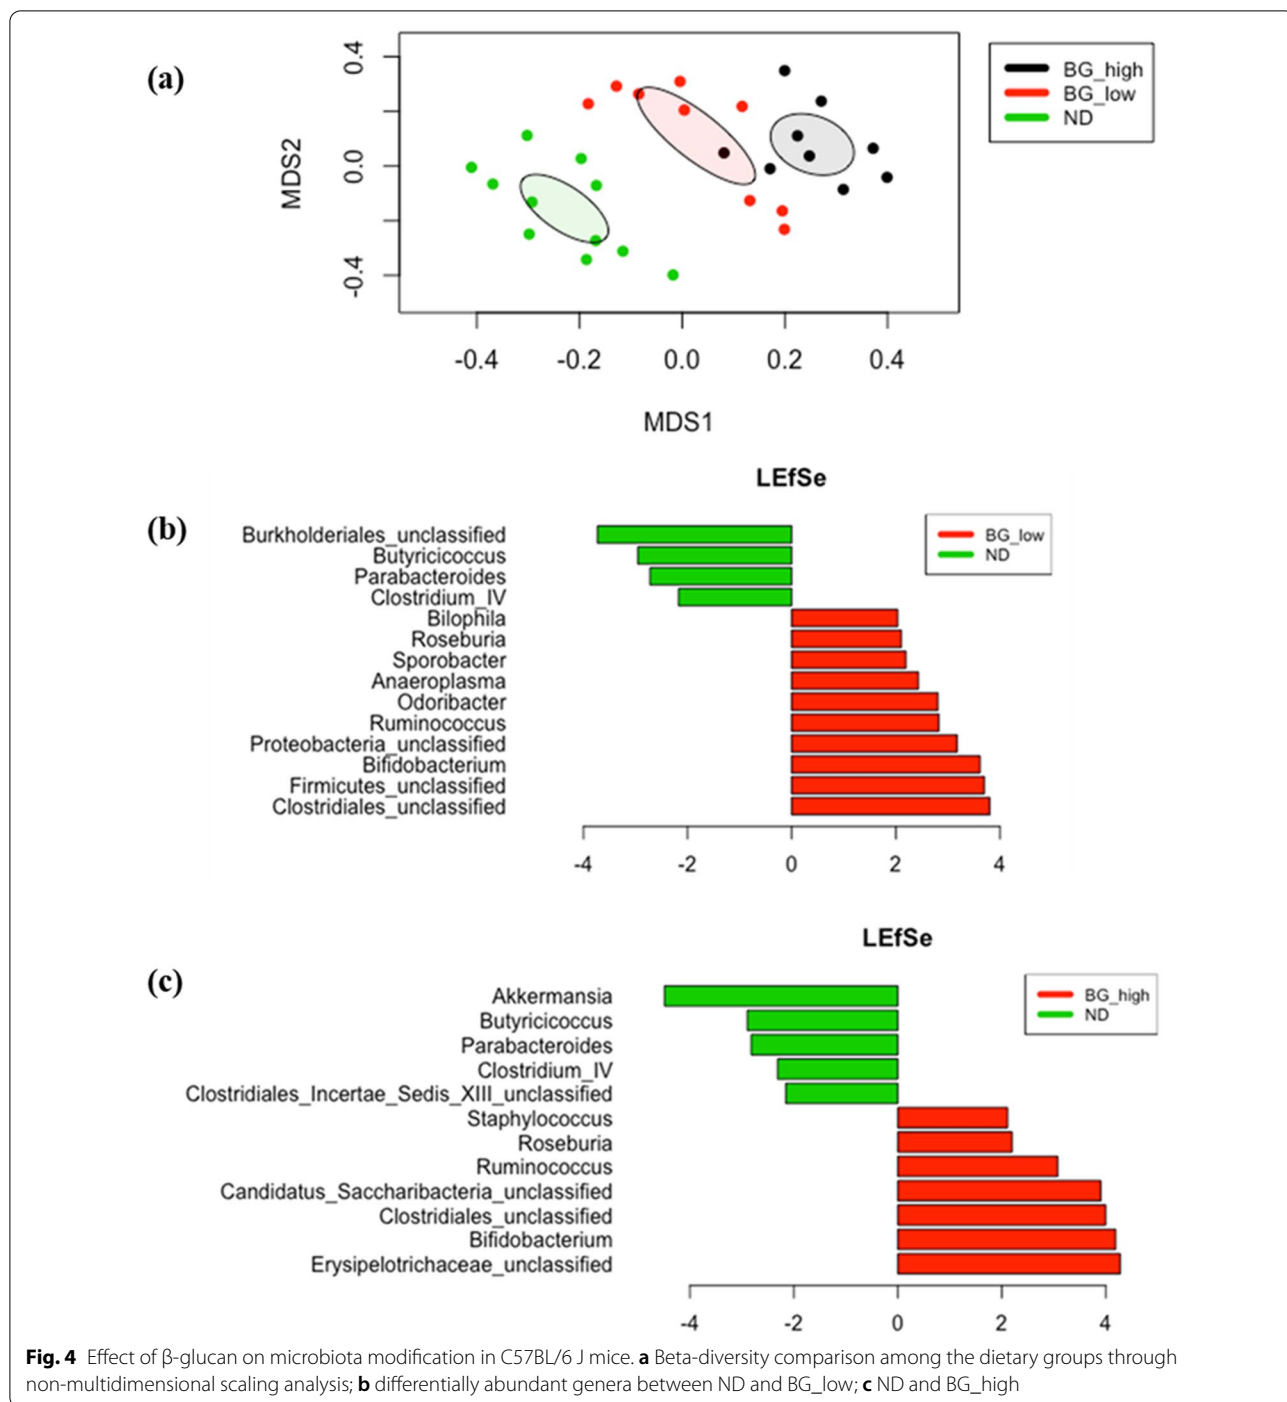 (a)
0.4
0.0
-0.4
MDS2
BG_high
BG_low
ND
-0.4 -0.2 0.0 0.2 0.4
MDS1
LEfSe
(b)
BG_low
ND
Burkholderiales_unclassified
Butyricicoccus
Parabacteroides
Clostridium_IV
Bilophila
Roseburia
Sporobacter
Anaeroplasma
Odoribacter
Ruminococcus
Proteobacteria_unclassified
Bifidobacterium
Firmicutes_unclassified
Clostridiales_unclassified
-4 -2 0 2 4
LEfSe
(c)
BG_high
ND
Akkermansia
Butyricicoccus
Parabacteroides
Clostridium_IV
Clostridiales_Incertae_Sedis_XIII_unclassified
Staphylococcus
Roseburia
Ruminococcus
Candidatus_Saccharibacteria_unclassified
Clostridiales_unclassified
Bifidobacterium
Erysipelotrichaceae_unclassified
-4 -2 0 2 4
Fig. 4 Effect of β-glucan on microbiota modification in C57BL/6 J mice. a Beta-diversity comparison among the dietary groups through
non-multidimensional scaling analysis; b differentially abundant genera between ND and BG_low; c ND and BG_high